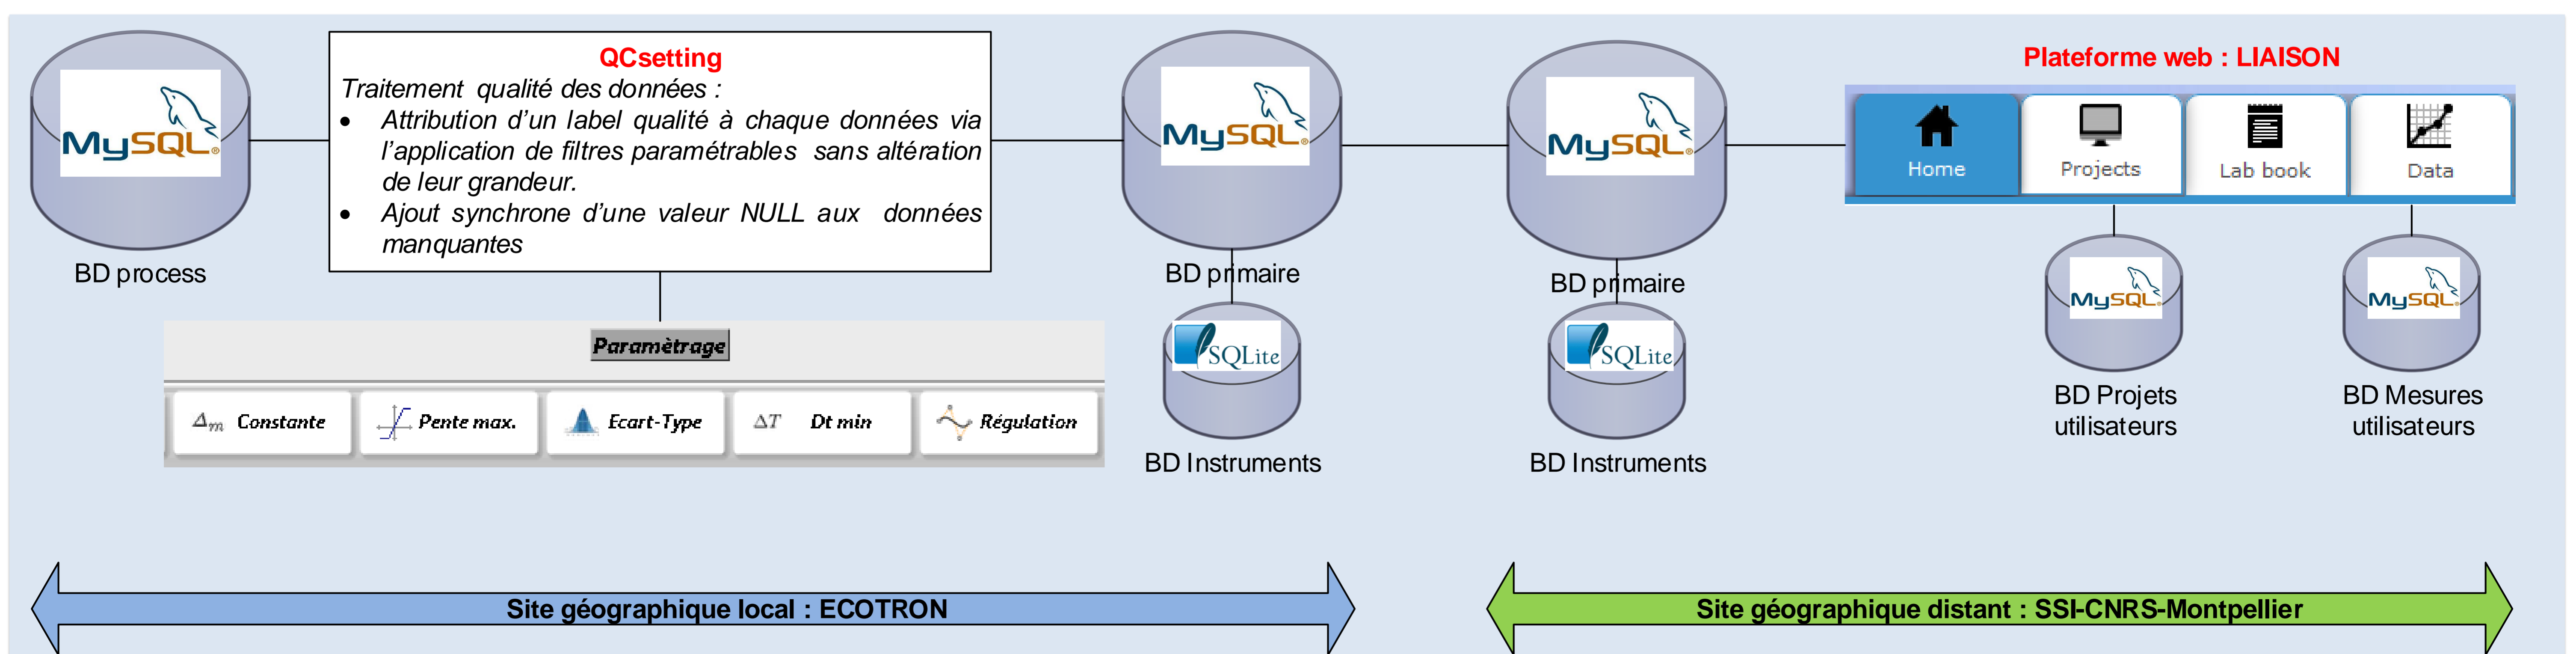 MySQL®
BD process
QCsetting
Traitement qualité des données :
• Attribution d'un label qualité à chaque données via
l'application de filtres paramétrables sans altération
de leur grandeur.
• Ajout synchrone d'une valeur NULL aux données
manquantes
Paramètrage
Δm Constante
Pente max.
Ecart-Type
ΔT Dt min
Régulation
MySQL®
BD primaire
SQLite
BD Instruments
MySQL®
BD primaire
SQLite
BD Instruments
Plateforme web : LIAISON
Home
Projects
Lab book
Data
MySQL®
BD Projets
utilisateurs
MySQL®
BD Mesures
utilisateurs
Site géographique local : ECOTRON
Site géographique distant : SSI-CNRS-Montpellier